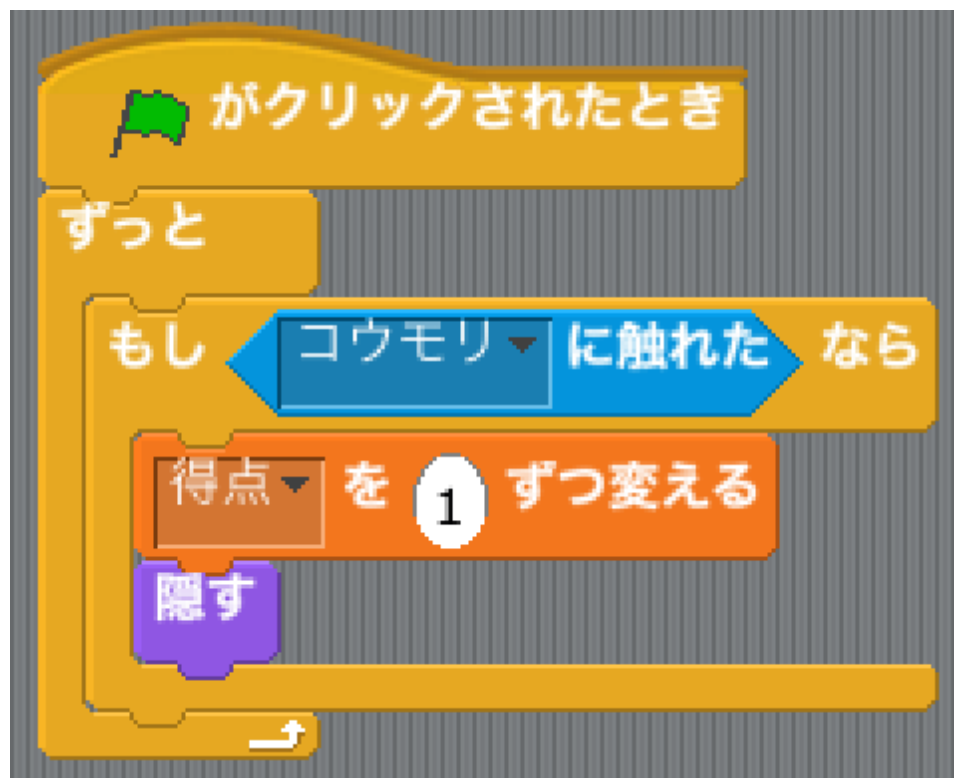 がクリックされたとき
ずっと
もし コウモリ に触れた なら
得点 を 1 ずつ変える
隠す